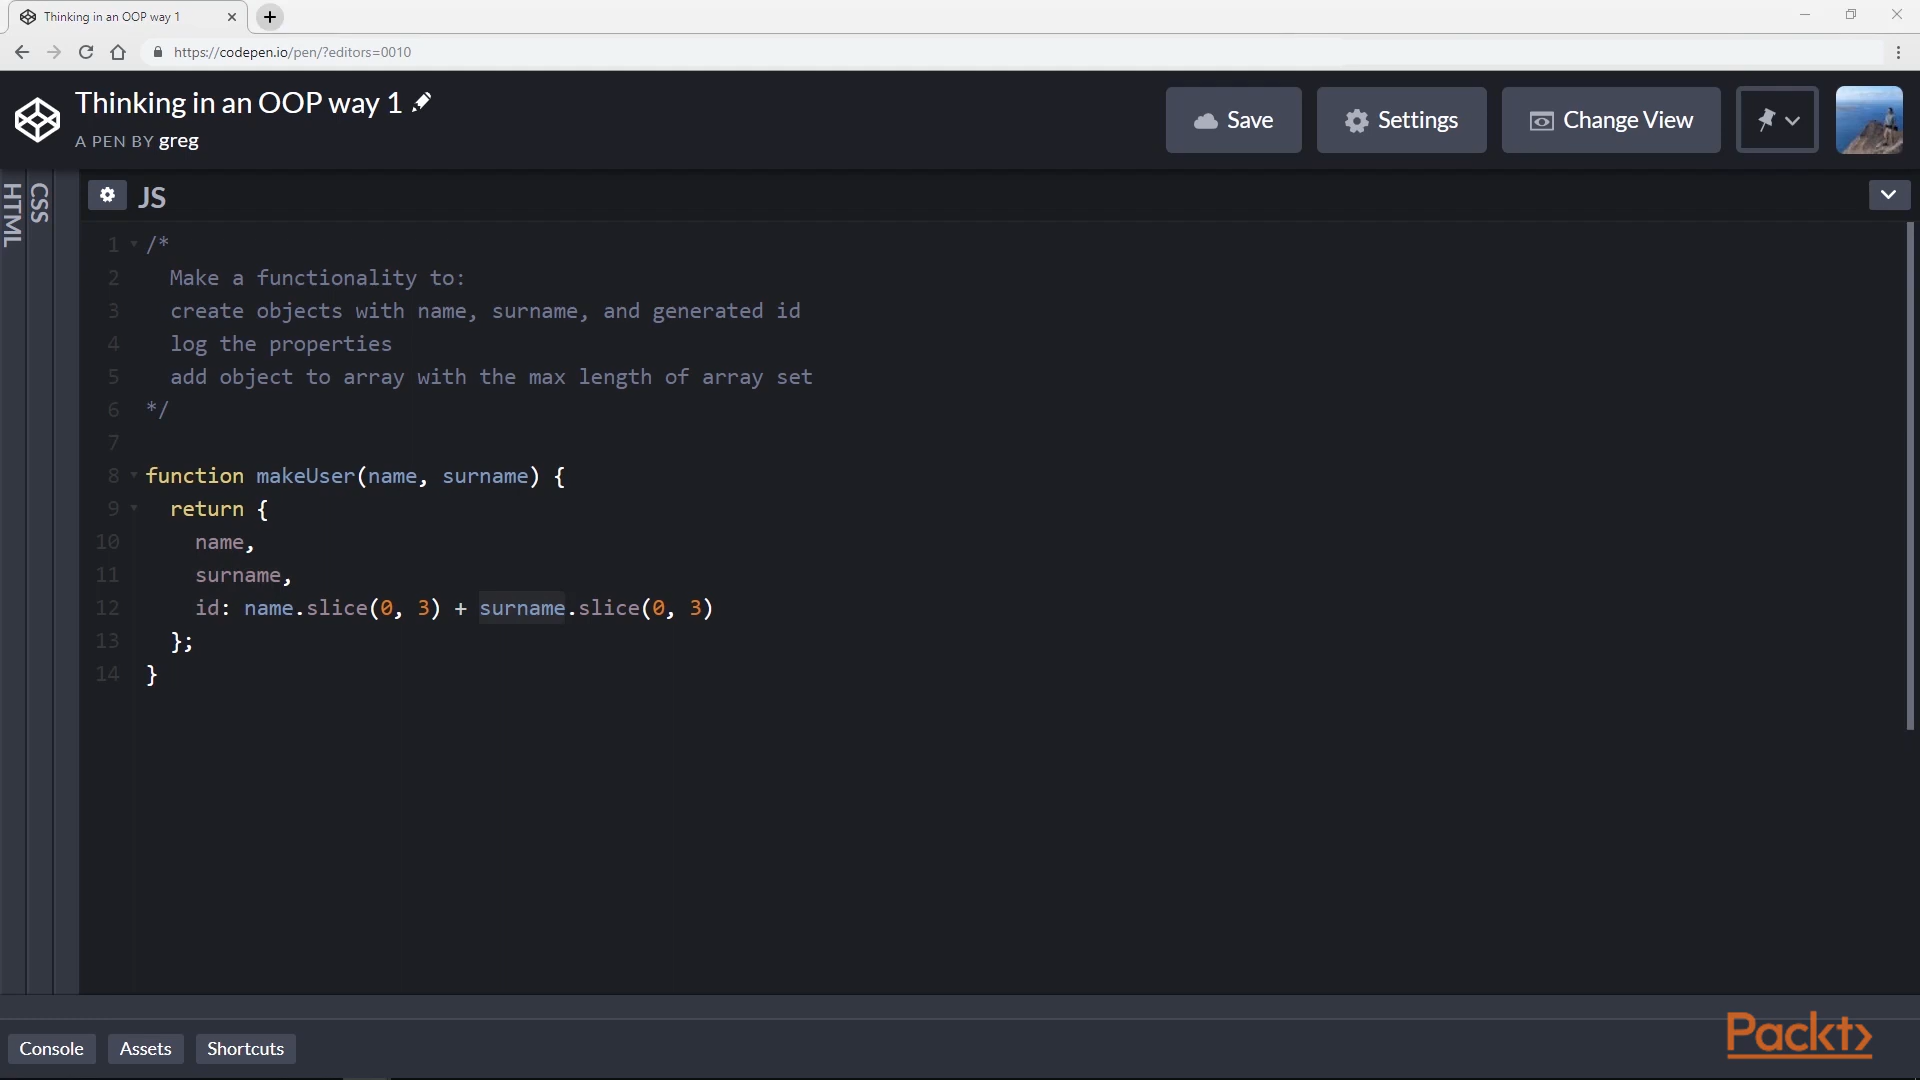 Thinking in an OOP way 1
https://codepen.io/pen/?editors=0010
Thinking in an OOP way 1
A PEN BY greg
Save
Settings
Change View
HTML
CSS
JS
1 /*
2 Make a functionality to:
3 create objects with name, surname, and generated id
4 log the properties
5 add object to array with the max length of array set
6 */
7
8 function makeUser(name, surname) {
9 return {
10 name,
11 surname,
12 id: name.slice(0, 3) + surname.slice(0, 3)
13 };
14 }
Console
Assets
Shortcuts
Packt>